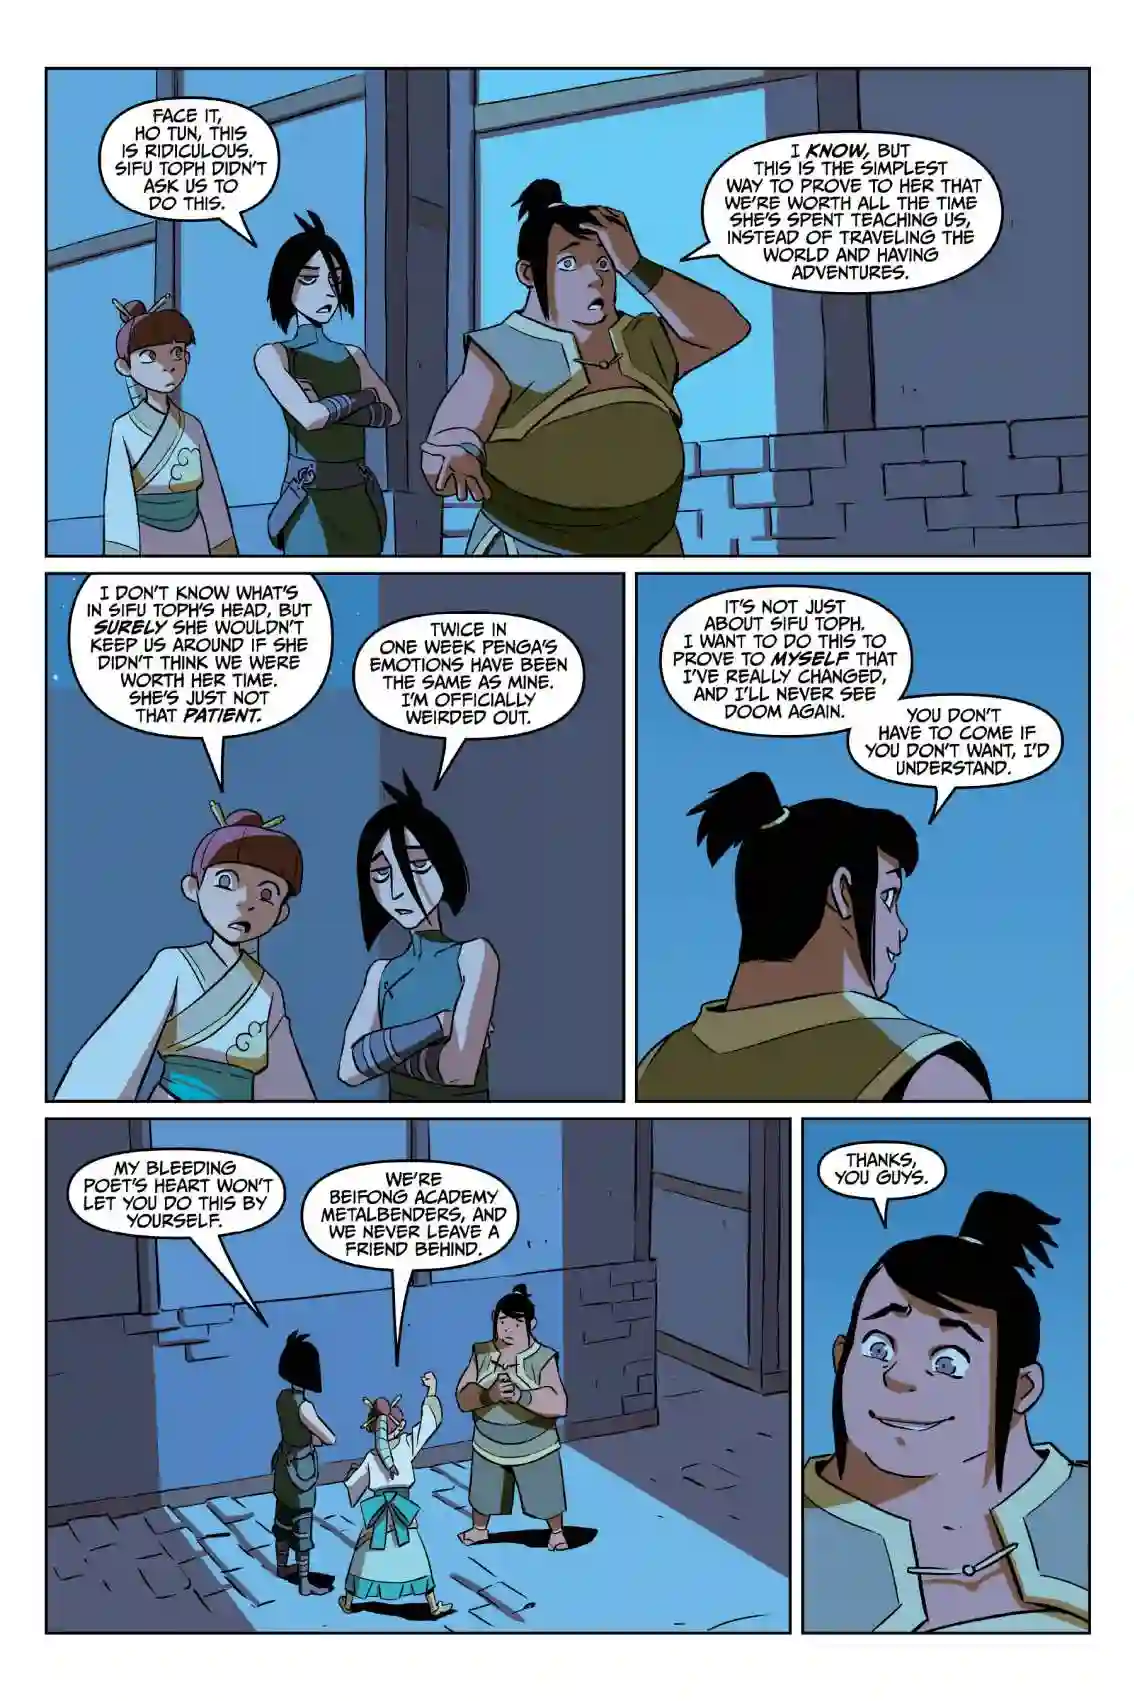 FACE IT,
HO TUN, THIS
IS RIDICULOUS.
SIFU TOPH DIDN'T
ASK US TO
DO THIS.
I KNOW, BUT
THIS IS THE SIMPLEST
WAY TO PROVE TO HER THAT
WE'RE WORTH ALL THE TIME
SHE'S SPENT TEACHING US,
INSTEAD OF TRAVELING THE
WORLD AND HAVING
ADVENTURES.
I DON'T KNOW WHAT'S
IN SIFU TOPH'S HEAD, BUT
SURELY SHE WOULDN'T
KEEP US AROUND IF SHE
DIDN'T THINK WE WERE
WORTH HER TIME.
SHE'S JUST NOT
THAT PATIENT.
TWICE IN
ONE WEEK PENGA'S
EMOTIONS HAVE BEEN
THE SAME AS MINE.
I'M OFFICIALLY
WEIRDED OUT.
IT'S NOT JUST
ABOUT SIFU TOPH.
I WANT TO DO THIS TO
PROVE TO MYSELF THAT
I'VE REALLY CHANGED,
AND I'LL NEVER SEE
DOOM AGAIN.
YOU DON'T
HAVE TO COME IF
YOU DON'T WANT, I'D
UNDERSTAND.
MY BLEEDING
POET'S HEART WON'T
LET YOU DO THIS BY
YOURSELF.
WE'RE
BEIFONG ACADEMY
METALBENDERS, AND
WE NEVER LEAVE A
FRIEND BEHIND.
THANKS,
YOU GUYS.